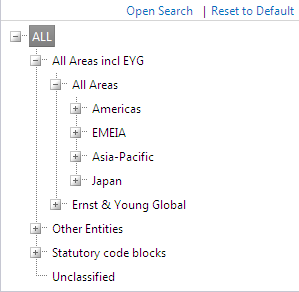 Open Search | Reset to Default
ALL
All Areas incl EYG
All Areas
Americas
EMEIA
Asia-Pacific
Japan
Ernst & Young Global
Other Entities
Statutory code blocks
Unclassified